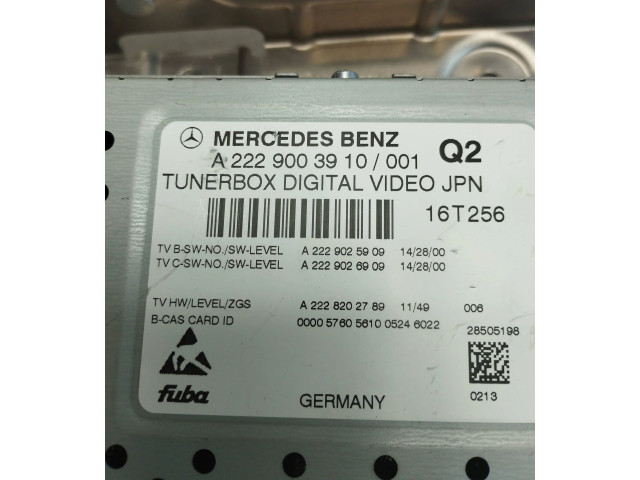 MERCEDES BENZ Q2
A 222 900 39 10 / 001
TUNERBOX DIGITAL VIDEO JPN
16T256
TV B-SW-NO./SW-LEVEL A 222 902 59 09 14/28/00
TV C-SW-NO./SW-LEVEL A 222 902 69 09 14/28/00
TV HW/LEVEL/ZGS A 222 820 27 89 11/49 006
B-CAS CARD ID 0000 5760 5610 0524 6022 28505198
fuba GERMANY 0213